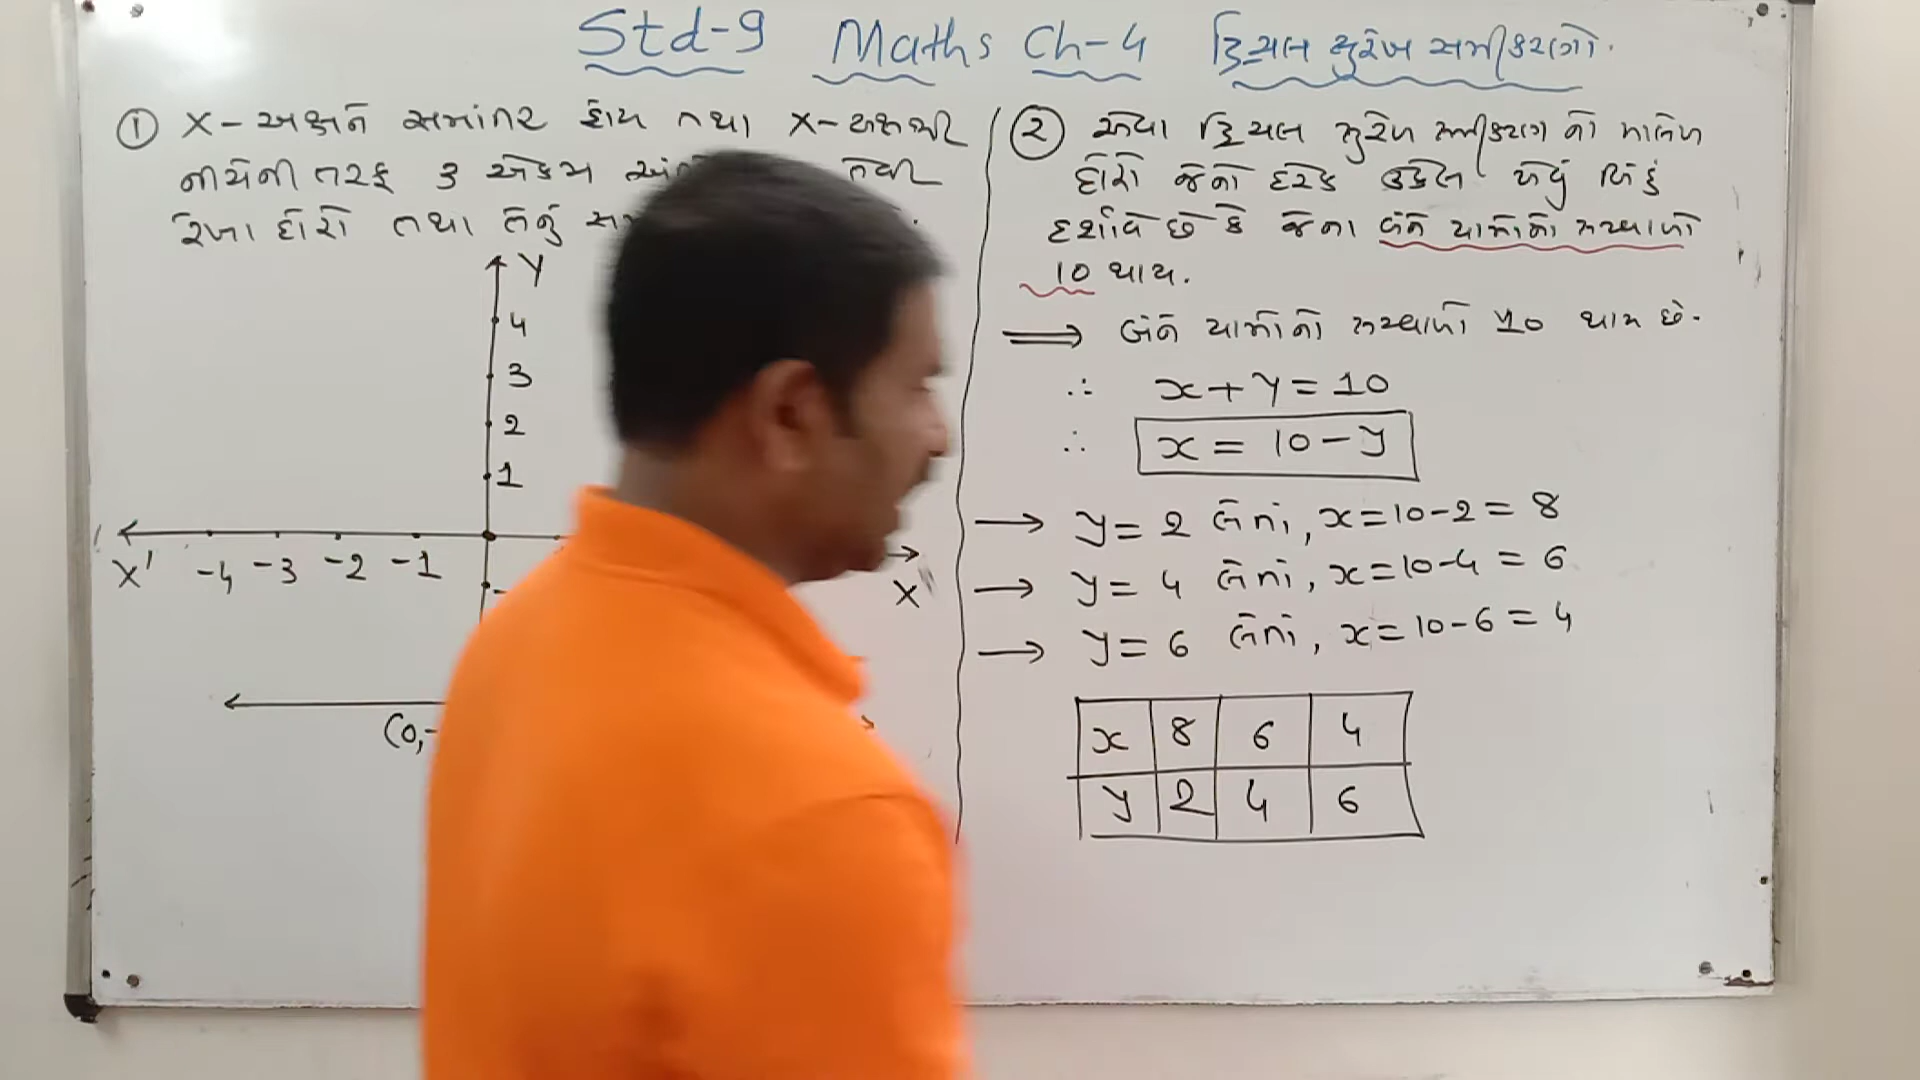 Std-9 Maths Ch-4 દ્વિચલ સુરેખ સમીકરણો.
① X-અક્ષને સમાંતર હોય તથા X-અક્ષથી
નીચેની તરફ 3 એકમ તેવી
રેખા દોરો તથા તેનું
Y
4
3
2
1
X' -4 -3 -2 -1
X
(0,-
② એવા દ્વિચલ સુરેખ સમીકરણ નો આલેખ
દોરો જેનો દરેક ઉકેલ એવું બિંદુ
દર્શાવે છે કે જેના બંને યામોનો સરવાળો
10 થાય.
⟹ બંને યામોનો સરવાળો 10 થાય છે.
∴ x+y=10
∴ x = 10-y
→ y= 2 લેતાં, x=10-2= 8
→ y= 4 લેતાં, x=10-4 = 6
→ y= 6 લેતાં, x=10-6 = 4
x 8 6 4
y 2 4 6